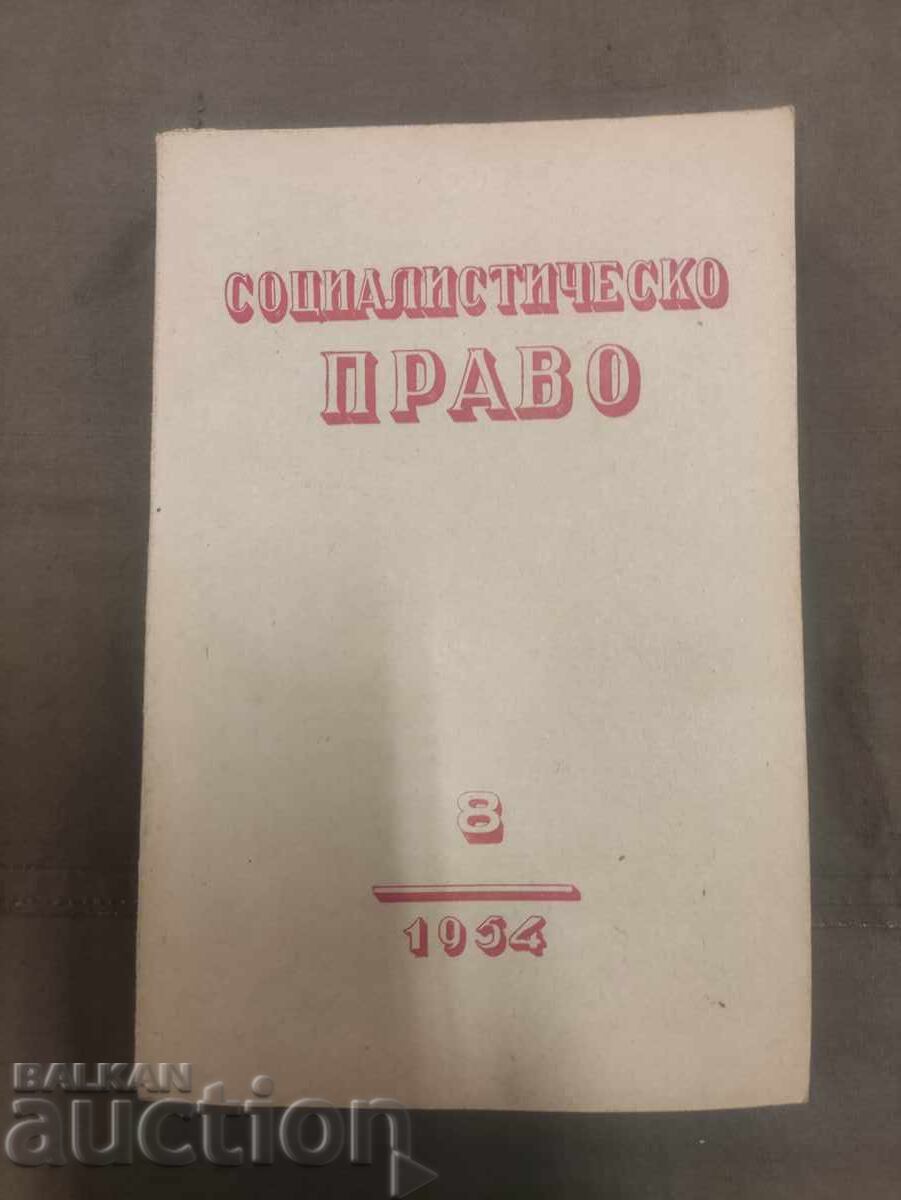 СОЦИАЛИСТИЧЕСКО
ПРАВО
8
1954
BALKAN
auction